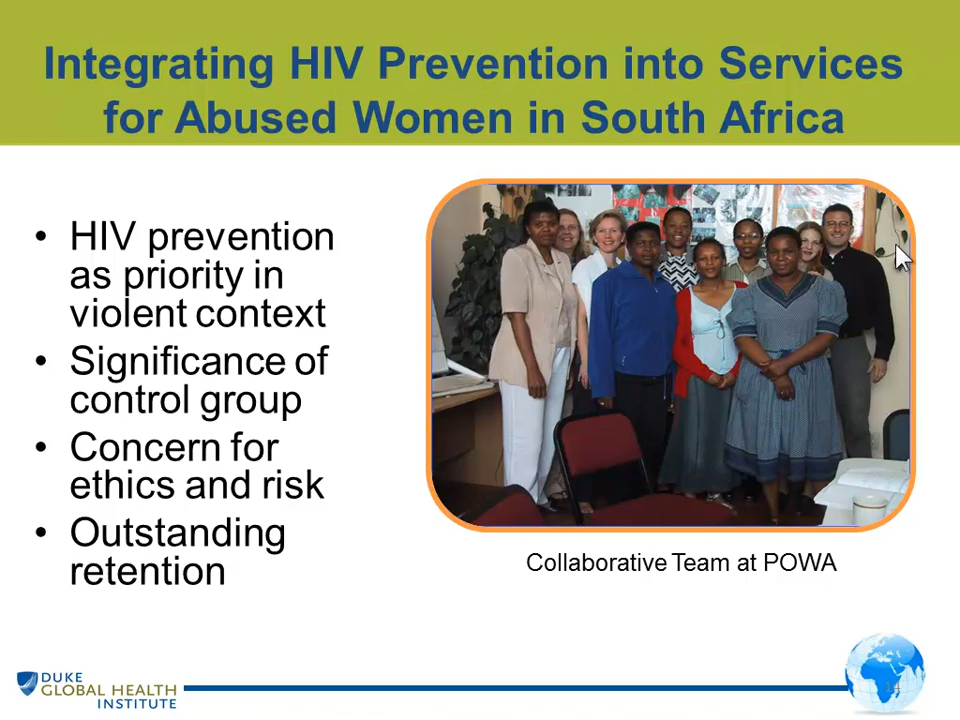 Integrating HIV Prevention into Services
for Abused Women in South Africa
• HIV prevention
as priority in
violent context
• Significance of
control group
• Concern for
ethics and risk
• Outstanding
retention
Collaborative Team at POWA
DUKE
GLOBAL HEALTH
INSTITUTE
14